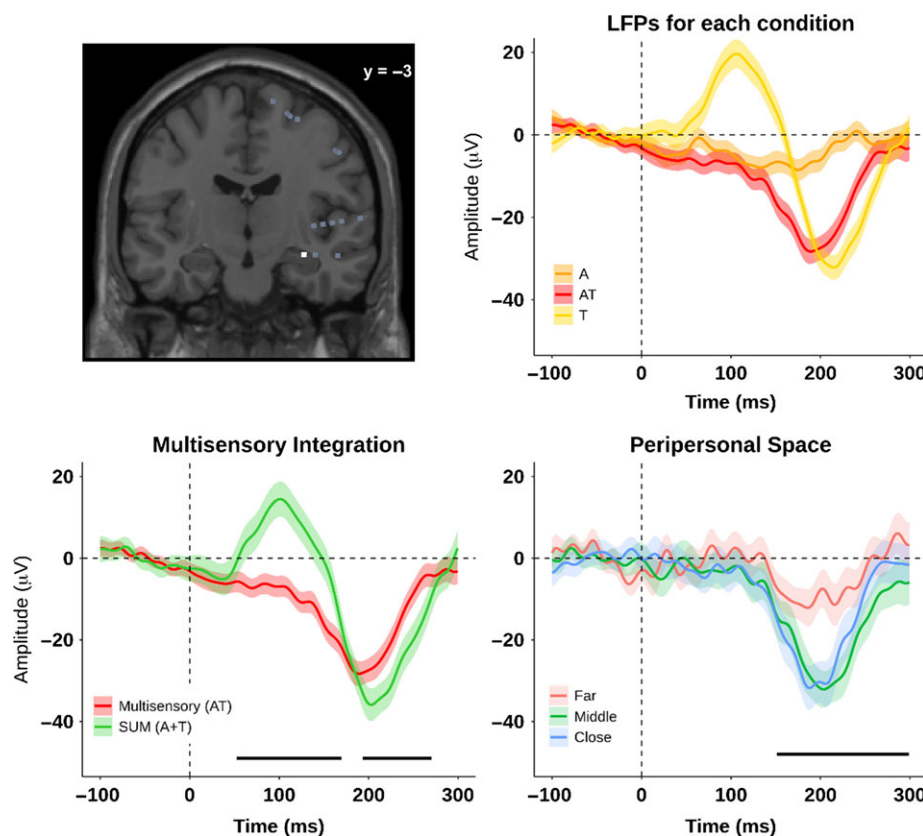 y = –3
LFPs for each condition
Amplitude (µV)
20
0
–20
–40
A
AT
T
–100 0 100 200 300
Time (ms)
Multisensory Integration
Amplitude (µV)
20
0
–20
–40
Multisensory (AT)
SUM (A+T)
–100 0 100 200 300
Time (ms)
Peripersonal Space
20
0
–20
–40
Far
Middle
Close
–100 0 100 200 300
Time (ms)